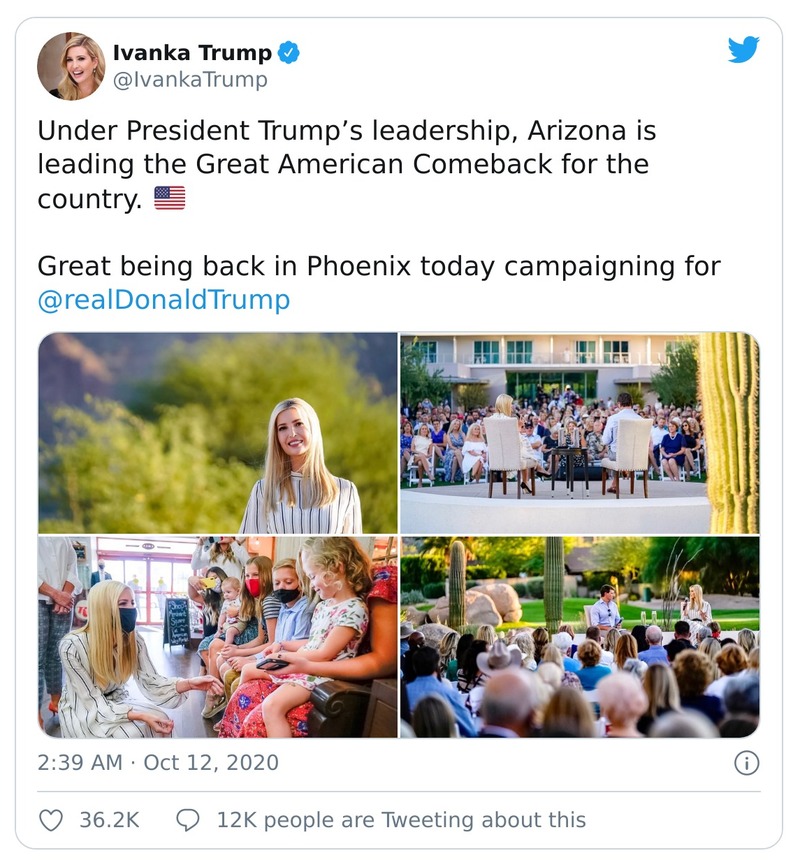 Ivanka Trump
@IvankaTrump
Under President Trump’s leadership, Arizona is
leading the Great American Comeback for the
country. 🇺🇸
Great being back in Phoenix today campaigning for
@realDonaldTrump
2:39 AM · Oct 12, 2020
36.2K
12K people are Tweeting about this